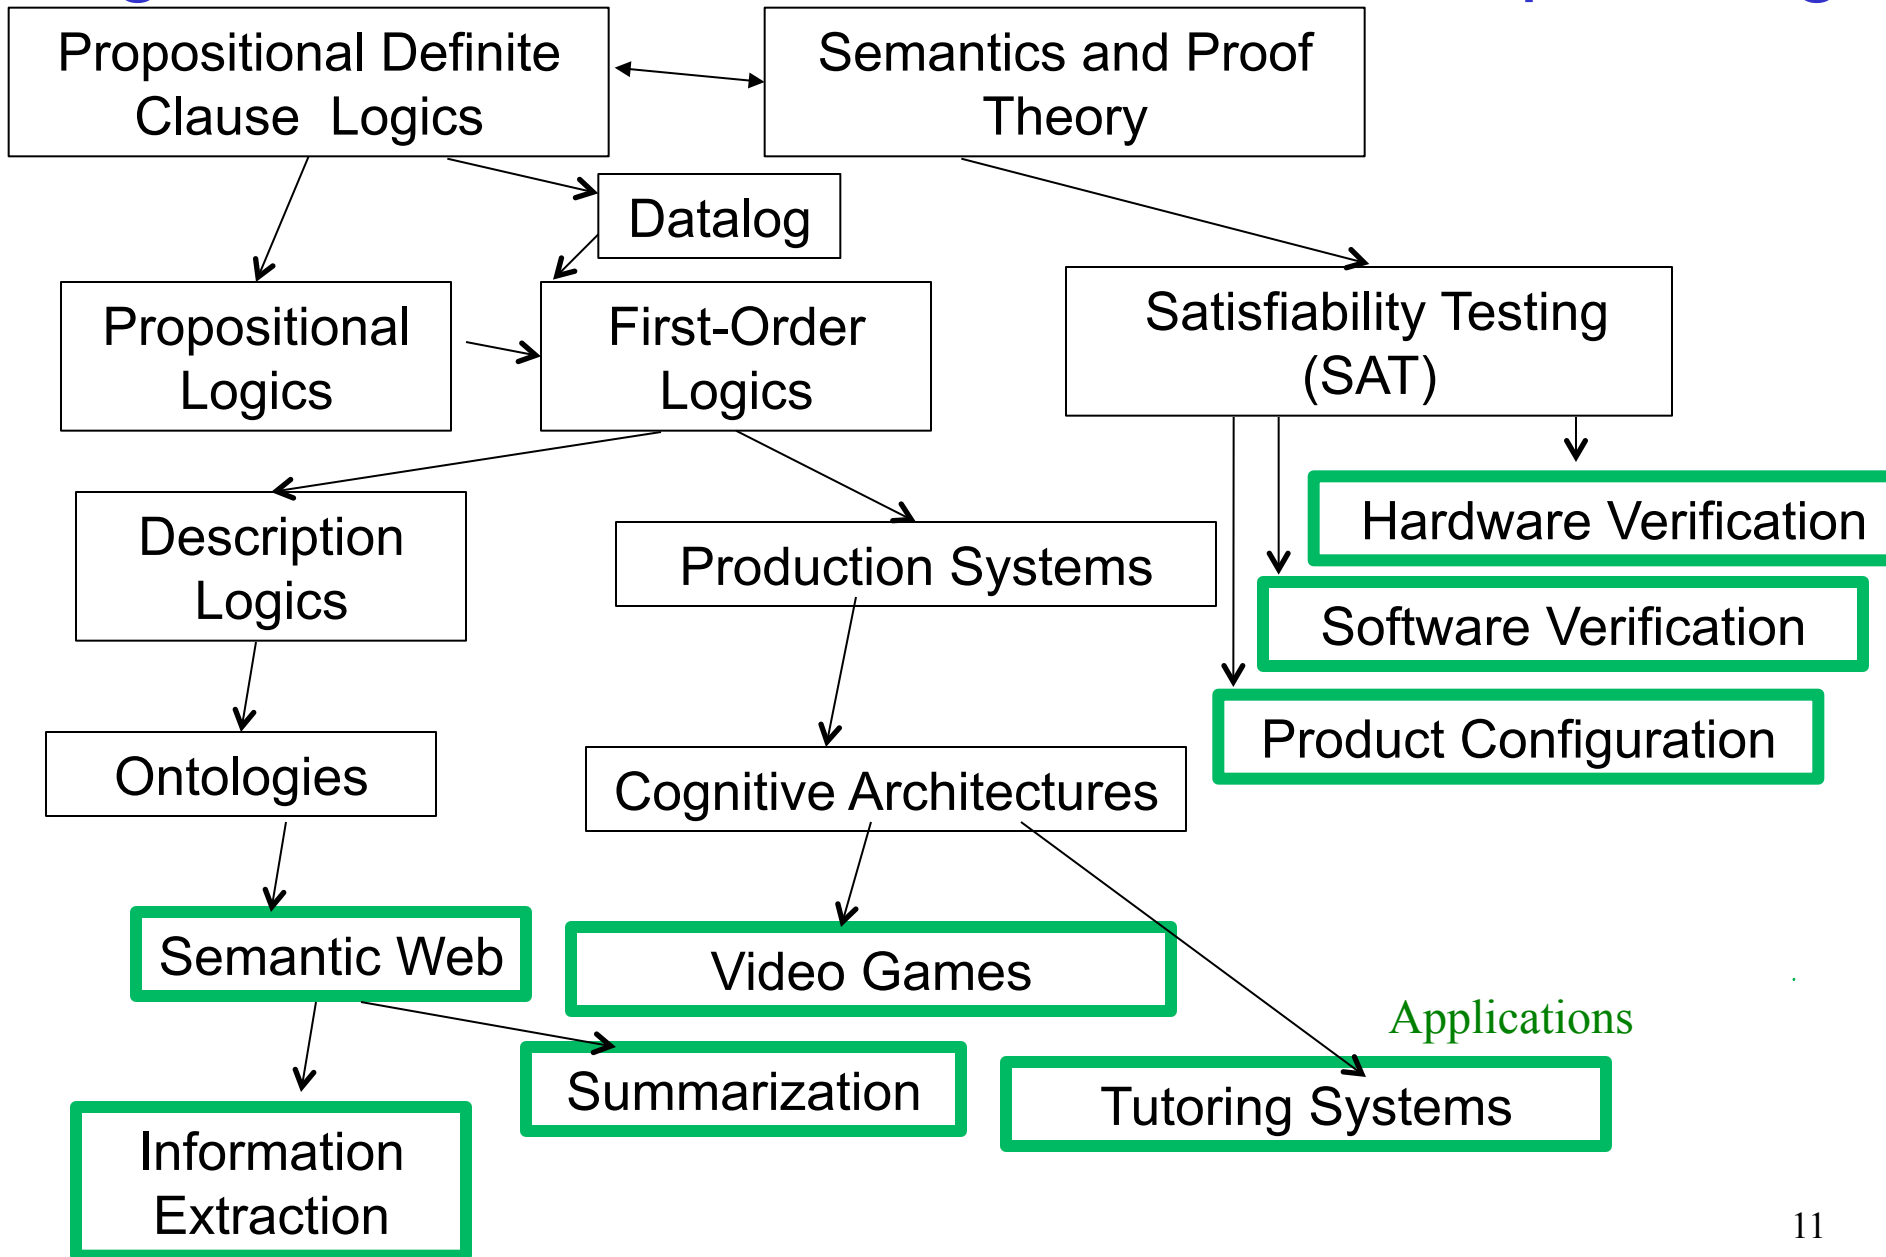 Propositional Definite
Clause Logics
Semantics and Proof
Theory
Datalog
Propositional
Logics
First-Order
Logics
Satisfiability Testing
(SAT)
Description
Logics
Production Systems
Hardware Verification
Software Verification
Product Configuration
Ontologies
Cognitive Architectures
Semantic Web
Video Games
Applications
Summarization
Tutoring Systems
Information
Extraction
11